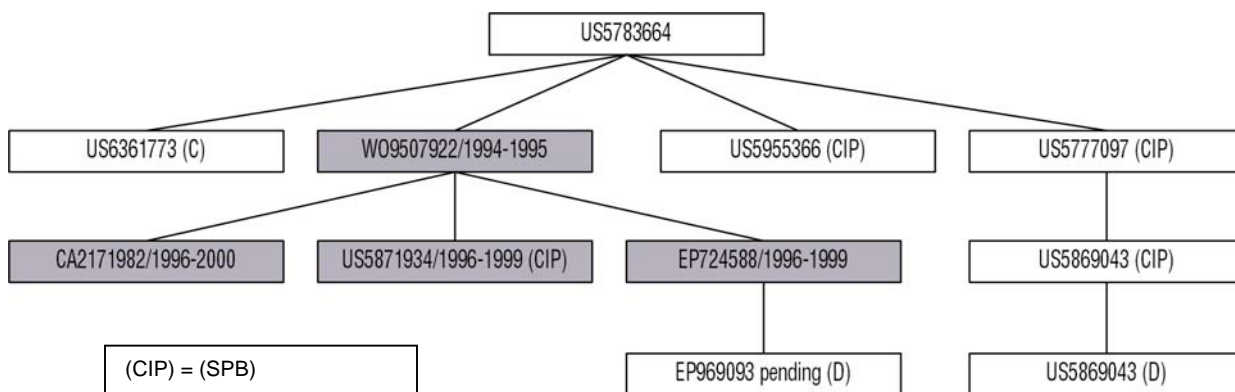 US5783664
US6361773 (C)
WO9507922/1994-1995
US5955366 (CIP)
US5777097 (CIP)
CA2171982/1996-2000
US5871934/1996-1999 (CIP)
EP724588/1996-1999
US5869043 (CIP)
(CIP) = (SPB)
EP969093 pending (D)
US5869043 (D)